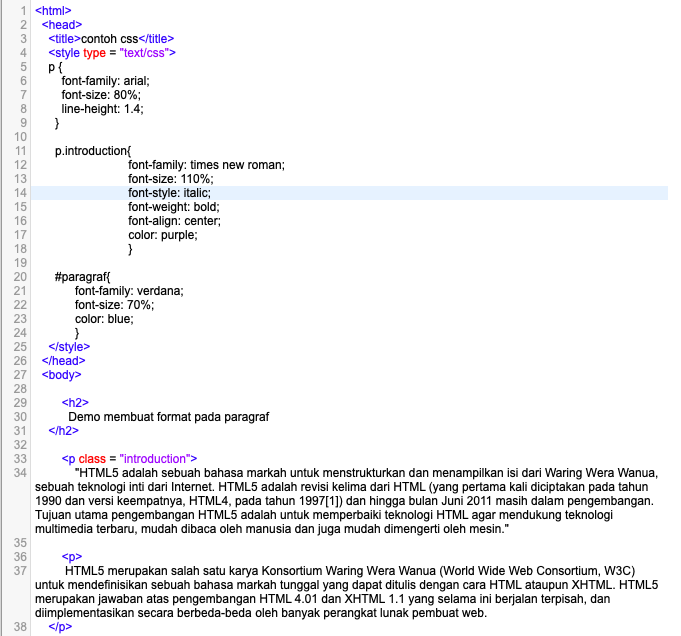 1 <html>
2 <head>
3 <title>contoh css</title>
4 <style type = "text/css">
5 p {
6 font-family: arial;
7 font-size: 80%;
8 line-height: 1.4;
9 }
10
11 p.introduction{
12 font-family: times new roman;
13 font-size: 110%;
14 font-style: italic;
15 font-weight: bold;
16 font-align: center;
17 color: purple;
18 }
19
20 #paragraf{
21 font-family: verdana;
22 font-size: 70%;
23 color: blue;
24 }
25 </style>
26 </head>
27 <body>
28
29 <h2>
30 Demo membuat format pada paragraf
31 </h2>
32
33 <p class = "introduction">
34 "HTML5 adalah sebuah bahasa markah untuk menstrukturkan dan menampilkan isi dari Waring Wera Wanua,
sebuah teknologi inti dari Internet. HTML5 adalah revisi kelima dari HTML (yang pertama kali diciptakan pada tahun
1990 dan versi keempatnya, HTML4, pada tahun 1997[1]) dan hingga bulan Juni 2011 masih dalam pengembangan.
Tujuan utama pengembangan HTML5 adalah untuk memperbaiki teknologi HTML agar mendukung teknologi
multimedia terbaru, mudah dibaca oleh manusia dan juga mudah dimengerti oleh mesin."
35
36 <p>
37 HTML5 merupakan salah satu karya Konsortium Waring Wera Wanua (World Wide Web Consortium, W3C)
untuk mendefinisikan sebuah bahasa markah tunggal yang dapat ditulis dengan cara HTML ataupun XHTML. HTML5
merupakan jawaban atas pengembangan HTML 4.01 dan XHTML 1.1 yang selama ini berjalan terpisah, dan
diimplementasikan secara berbeda-beda oleh banyak perangkat lunak pembuat web.
38 </p>